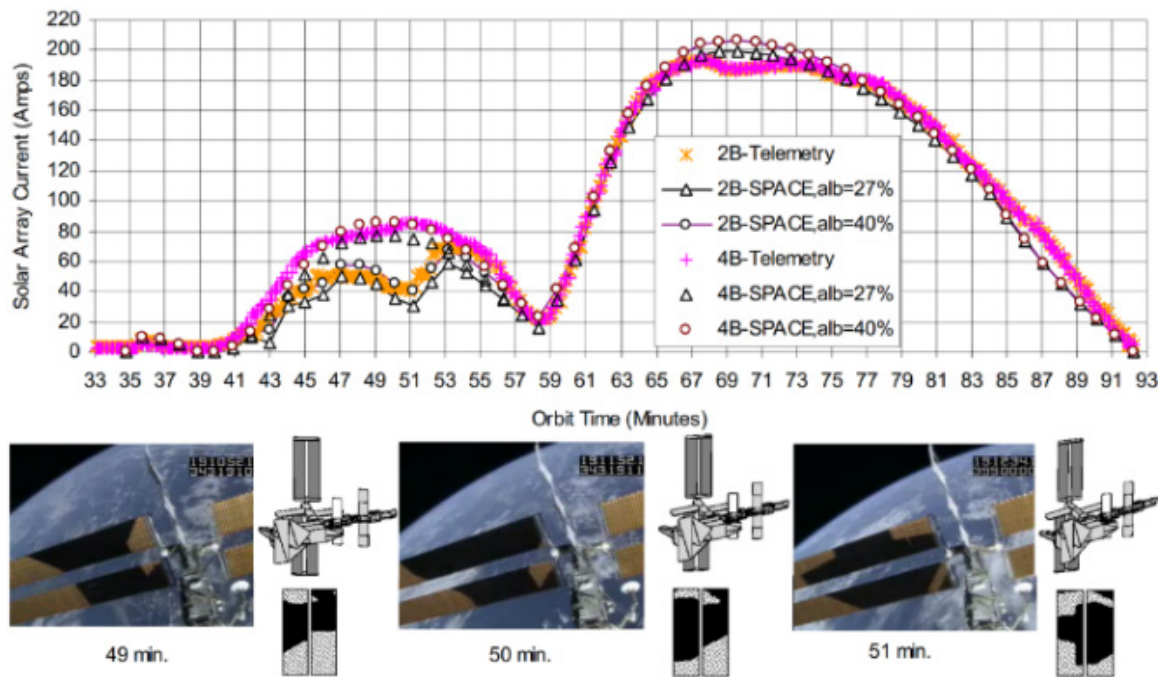 220
200
180
160
140
120
100
80
60
40
20
0
Solar Array Current (Amps)
2B-Telemetry
2B-SPACE,alb=27%
2B-SPACE,alb=40%
4B-Telemetry
4B-SPACE,alb=27%
4B-SPACE,alb=40%
33 35 37 39 41 43 45 47 49 51 53 55 57 59 61 63 65 67 69 71 73 75 77 79 81 83 85 87 89 91 93
Orbit Time (Minutes)
49 min.
50 min.
51 min.